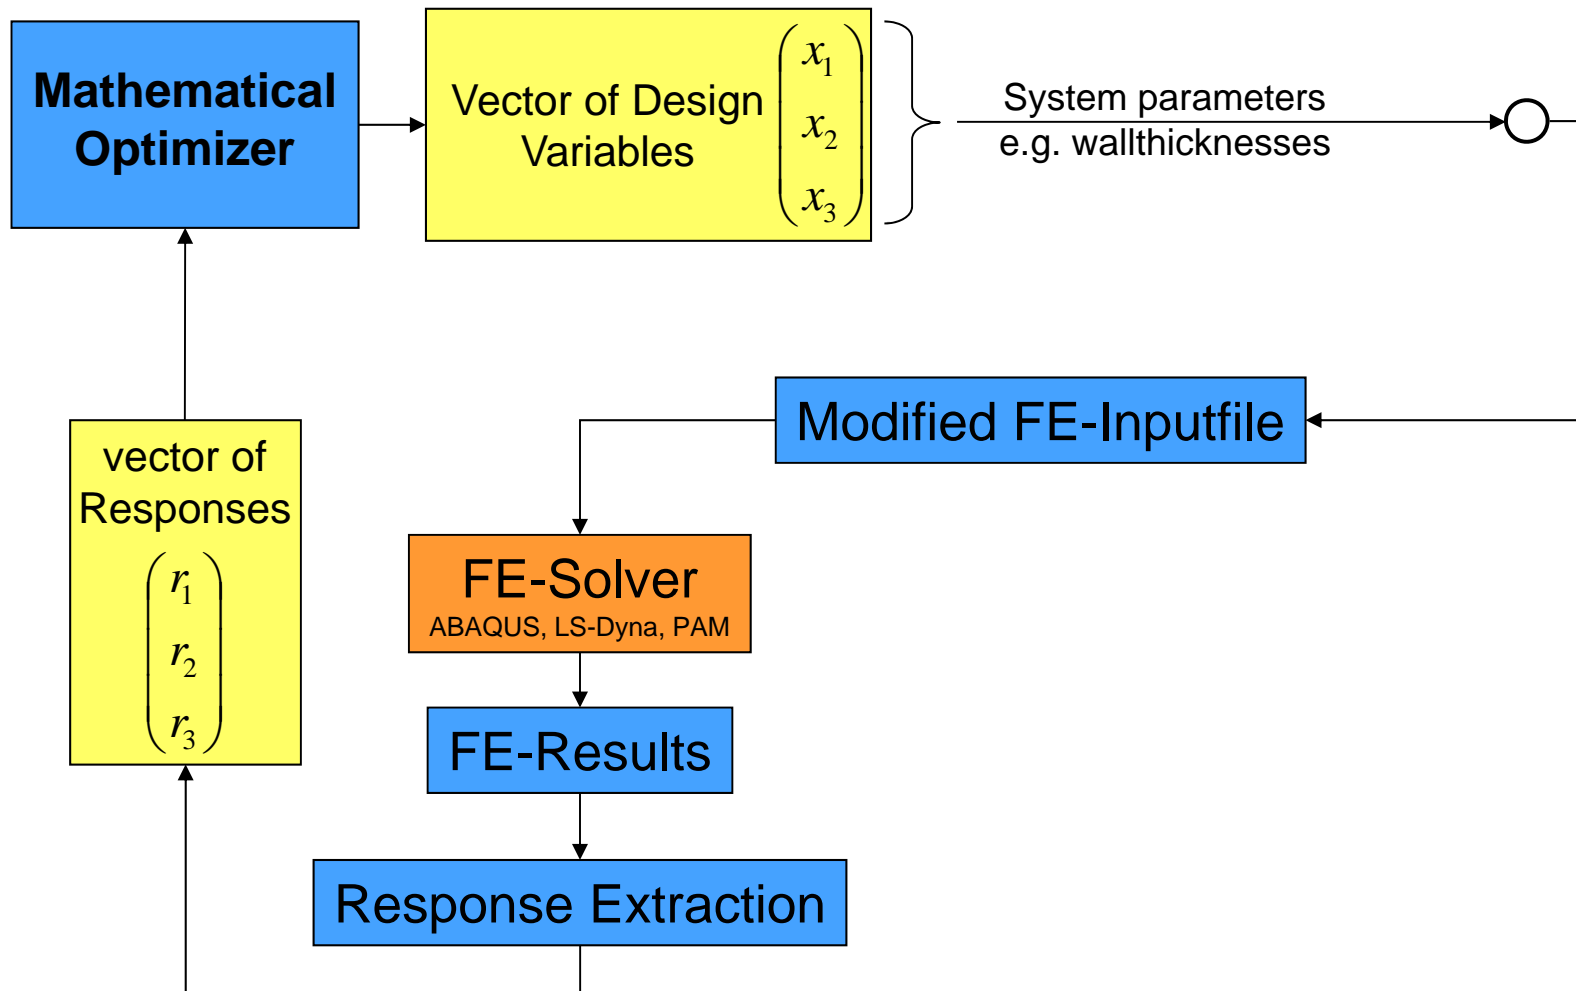 Mathematical
Optimizer
Vector of Design
Variables
x1
x2
x3
System parameters
e.g. wallthicknesses
Modified FE-Inputfile
vector of
Responses
r1
r2
r3
FE-Solver
ABAQUS, LS-Dyna, PAM
FE-Results
Response Extraction